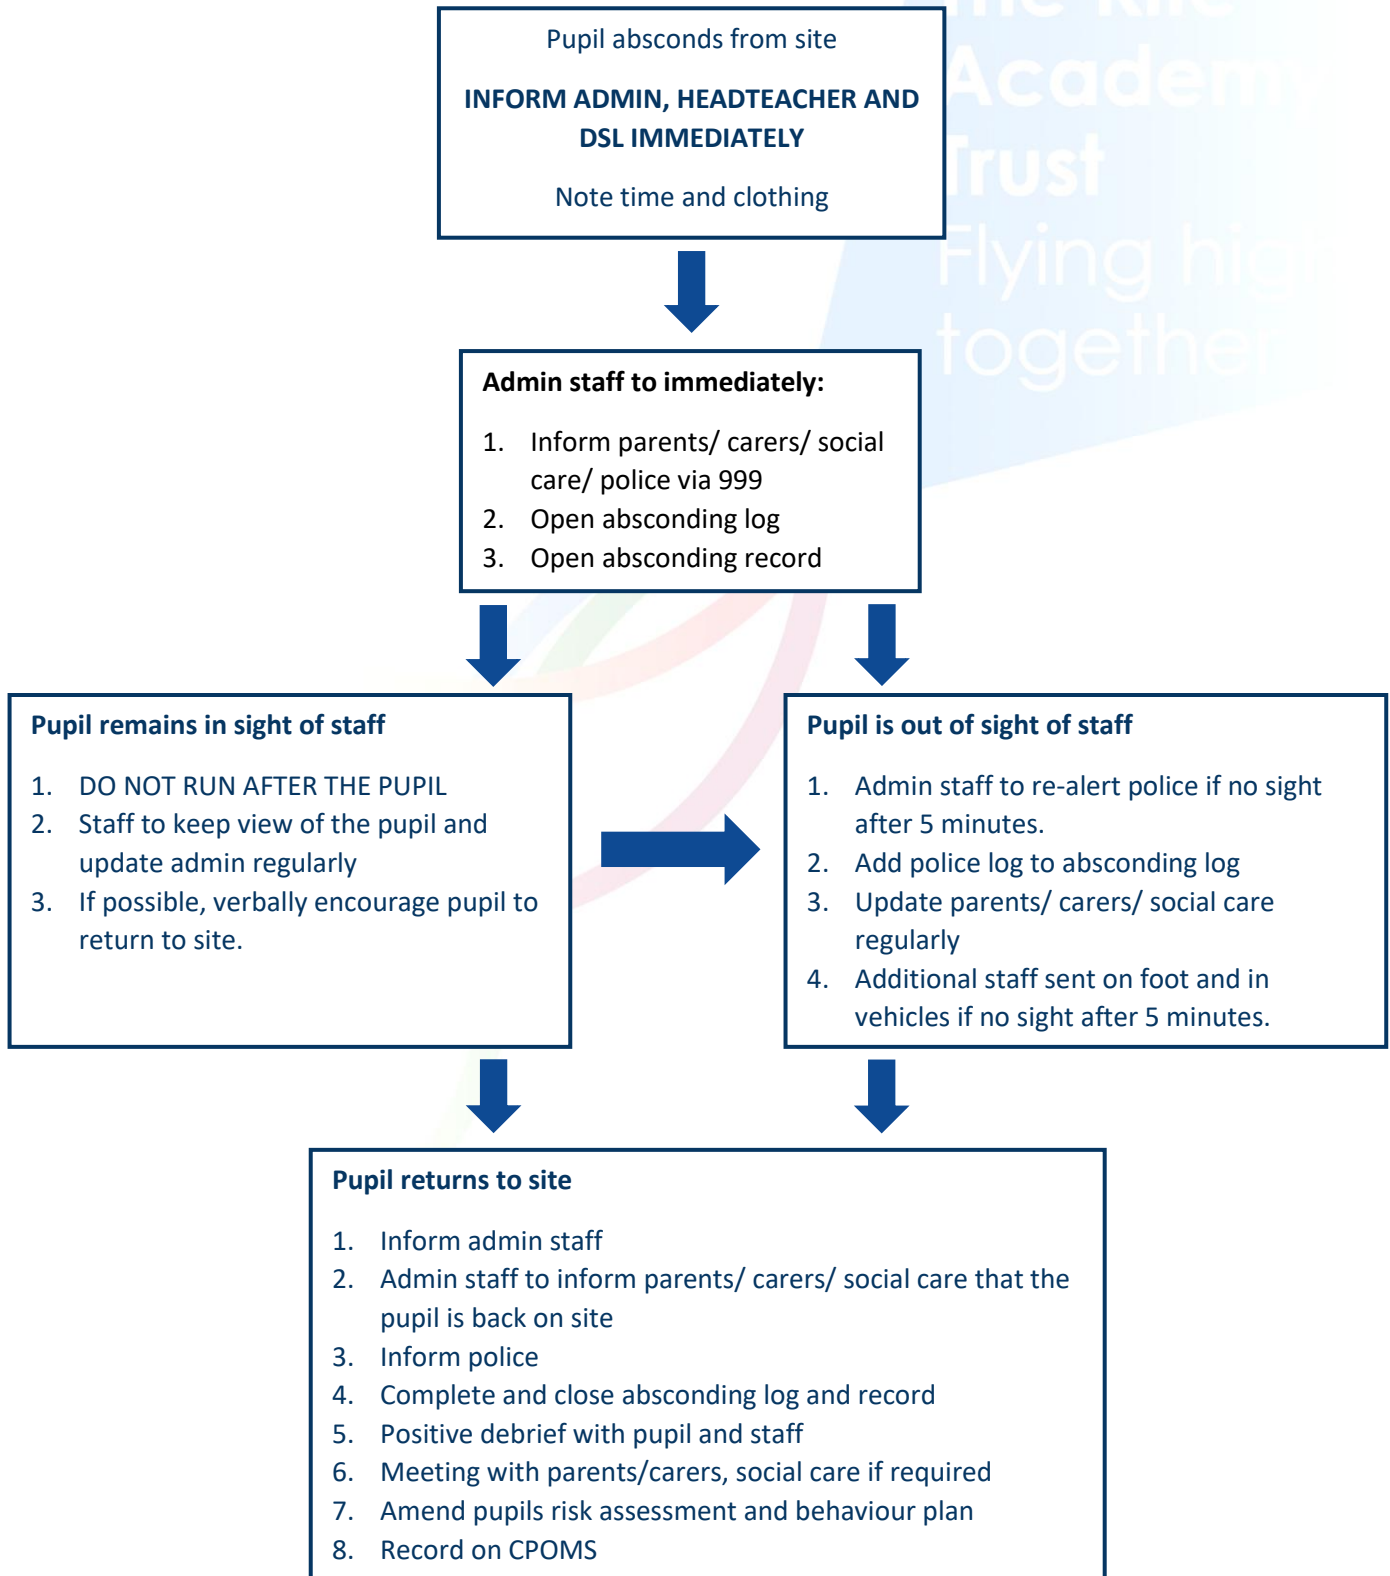 The Kite
Academy
Trust
Flying high
together
Pupil absconds from site
INFORM ADMIN, HEADTEACHER AND
DSL IMMEDIATELY
Note time and clothing
Admin staff to immediately:
1. Inform parents/ carers/ social
care/ police via 999
2. Open absconding log
3. Open absconding record
Pupil remains in sight of staff
1. DO NOT RUN AFTER THE PUPIL
2. Staff to keep view of the pupil and
update admin regularly
3. If possible, verbally encourage pupil to
return to site.
Pupil is out of sight of staff
1. Admin staff to re-alert police if no sight
after 5 minutes.
2. Add police log to absconding log
3. Update parents/ carers/ social care
regularly
4. Additional staff sent on foot and in
vehicles if no sight after 5 minutes.
Pupil returns to site
1. Inform admin staff
2. Admin staff to inform parents/ carers/ social care that the
pupil is back on site
3. Inform police
4. Complete and close absconding log and record
5. Positive debrief with pupil and staff
6. Meeting with parents/carers, social care if required
7. Amend pupils risk assessment and behaviour plan
8. Record on CPOMS